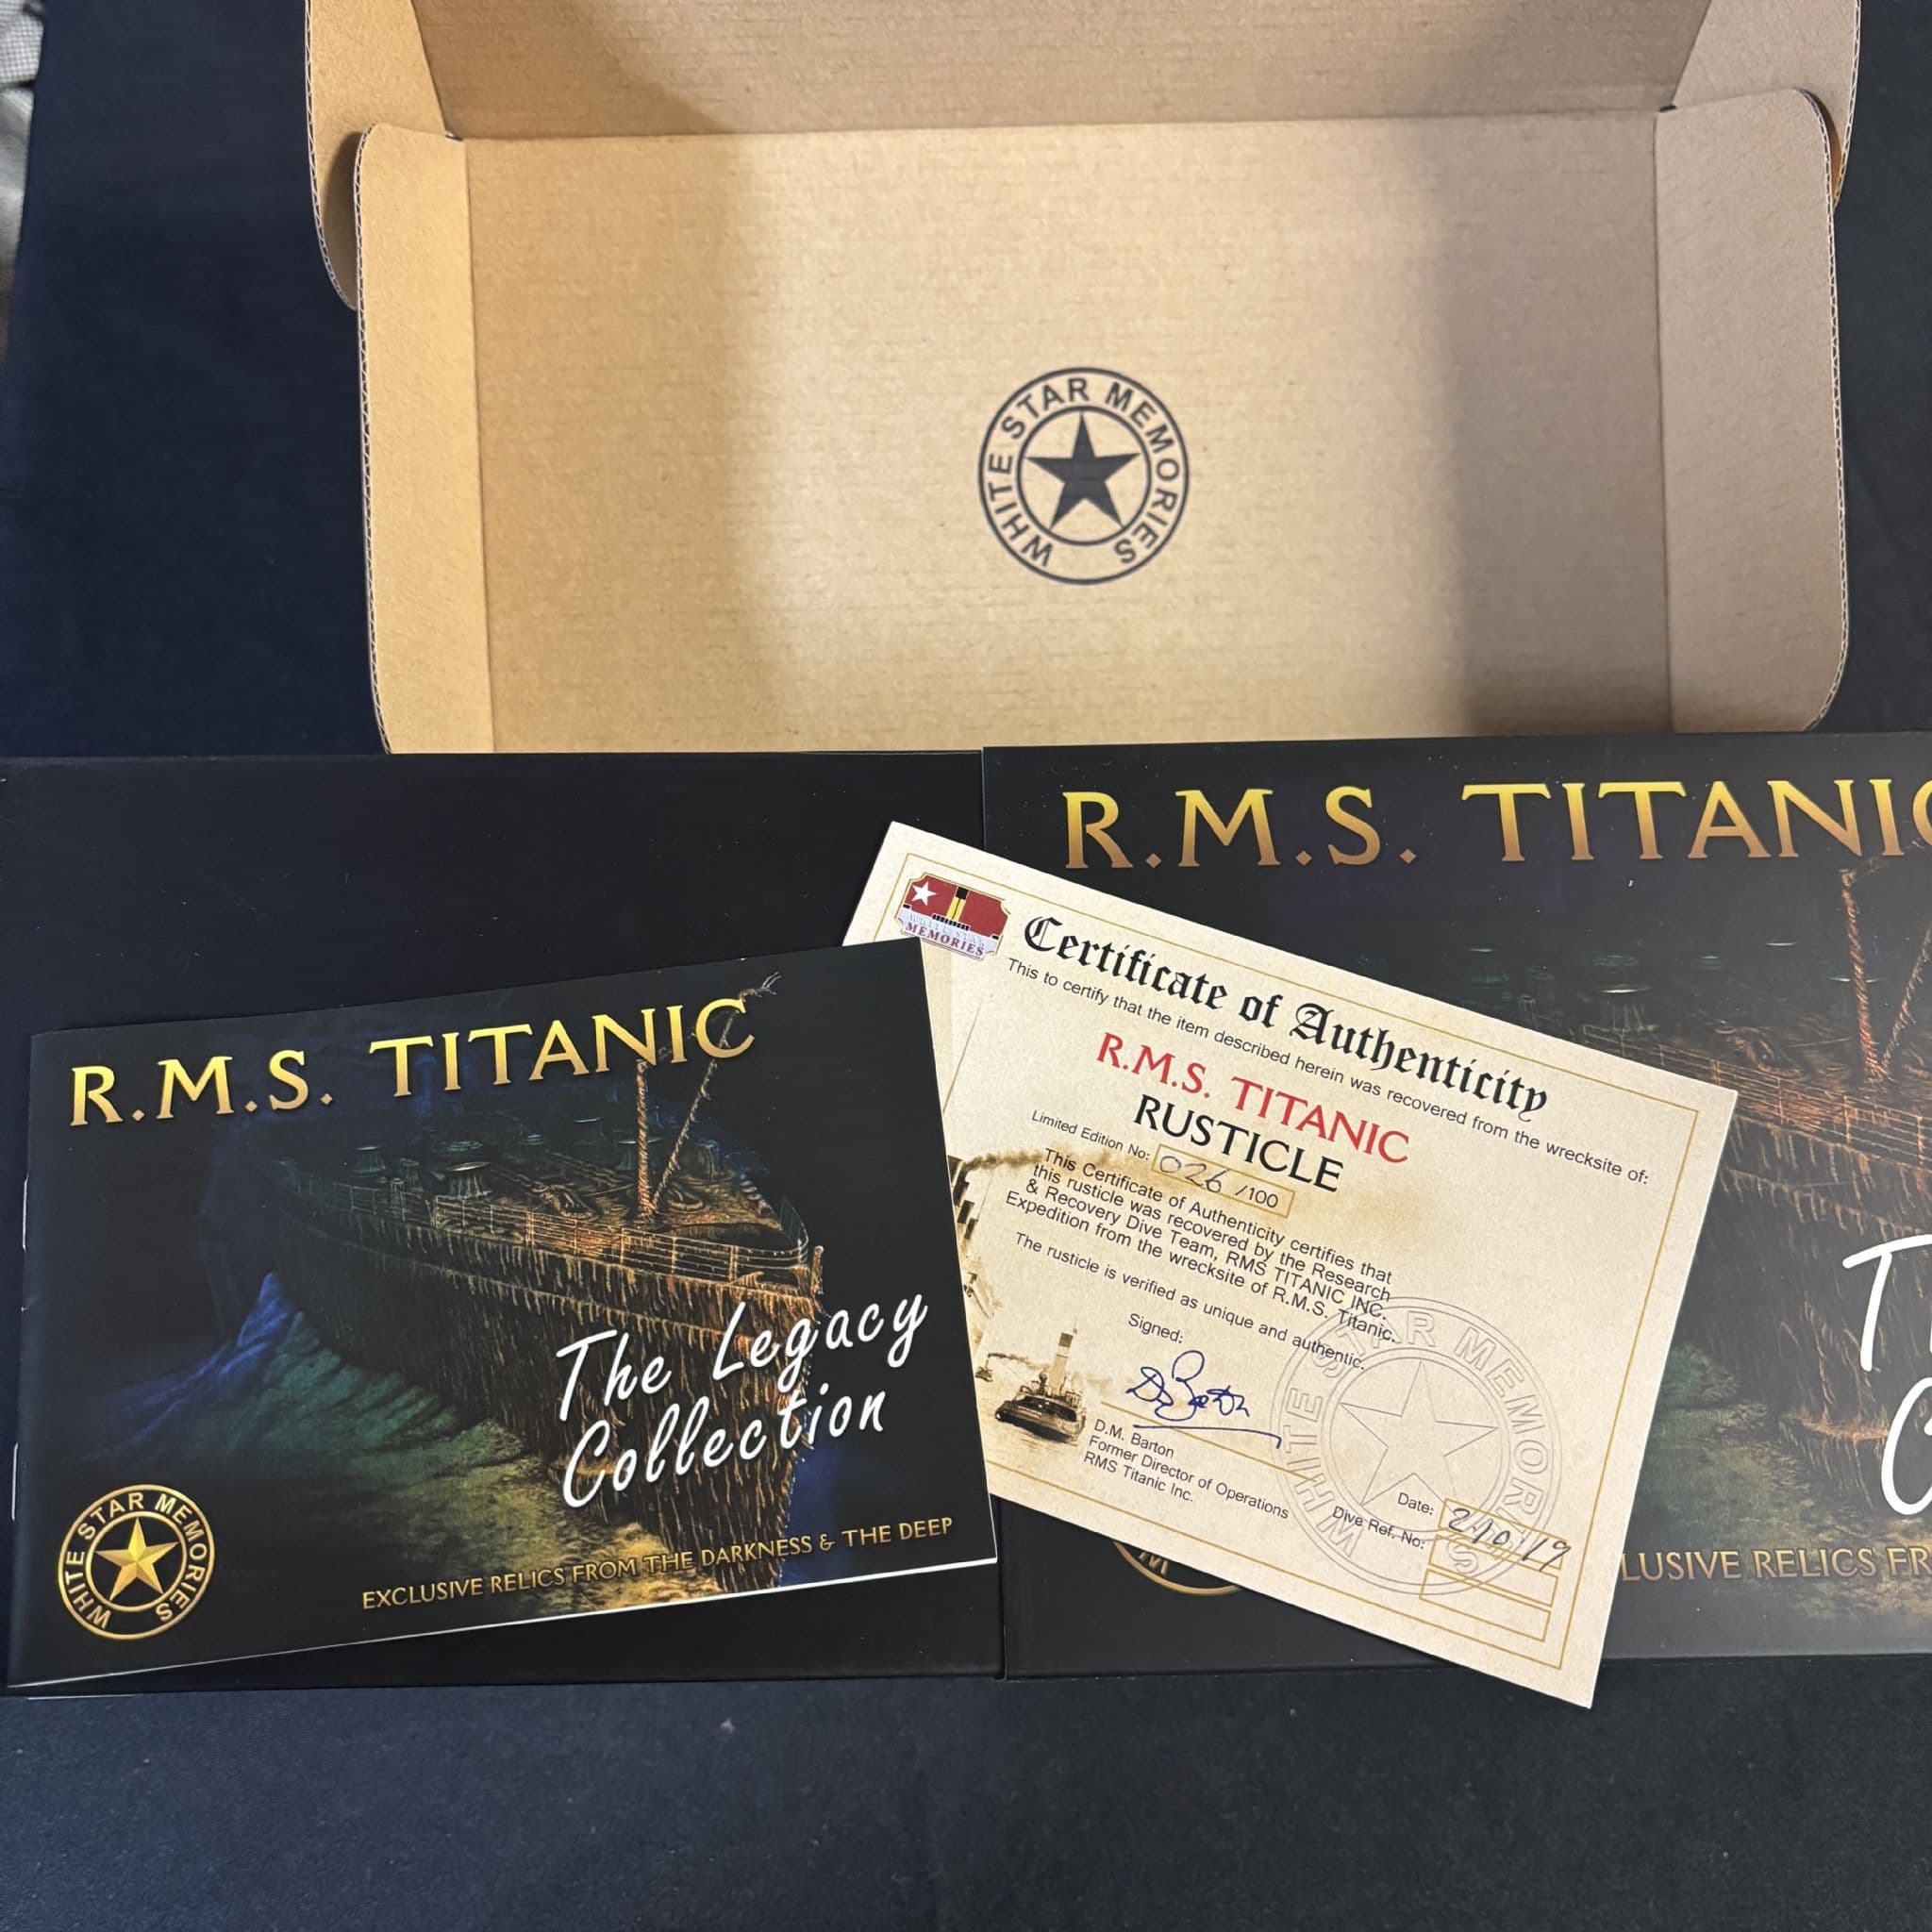 WHITE STAR MEMORIES
R.M.S. TITANIC
The Legacy
Collection
WHITE STAR MEMORIES
EXCLUSIVE RELICS FROM THE DARKNESS & THE DEEP
WHITE STAR
MEMORIES
Certificate of Authenticity
This to certify that the item described herein was recovered from the wrecksite of:
R.M.S. TITANIC
RUSTICLE
Limited Edition No: 026 /100
This Certificate of Authenticity certifies that
this rusticle was recovered by the Research
& Recovery Dive Team, RMS TITANIC INC.
Expedition from the wrecksite of R.M.S. Titanic.
The rusticle is verified as unique and authentic.
Signed:
D.M. Barton
Former Director of Operations
RMS Titanic Inc.
Date:
Dive Ref. No:
WHITE STAR MEMORIES
R.M.S. TITANIC
LUSIVE RELICS FR